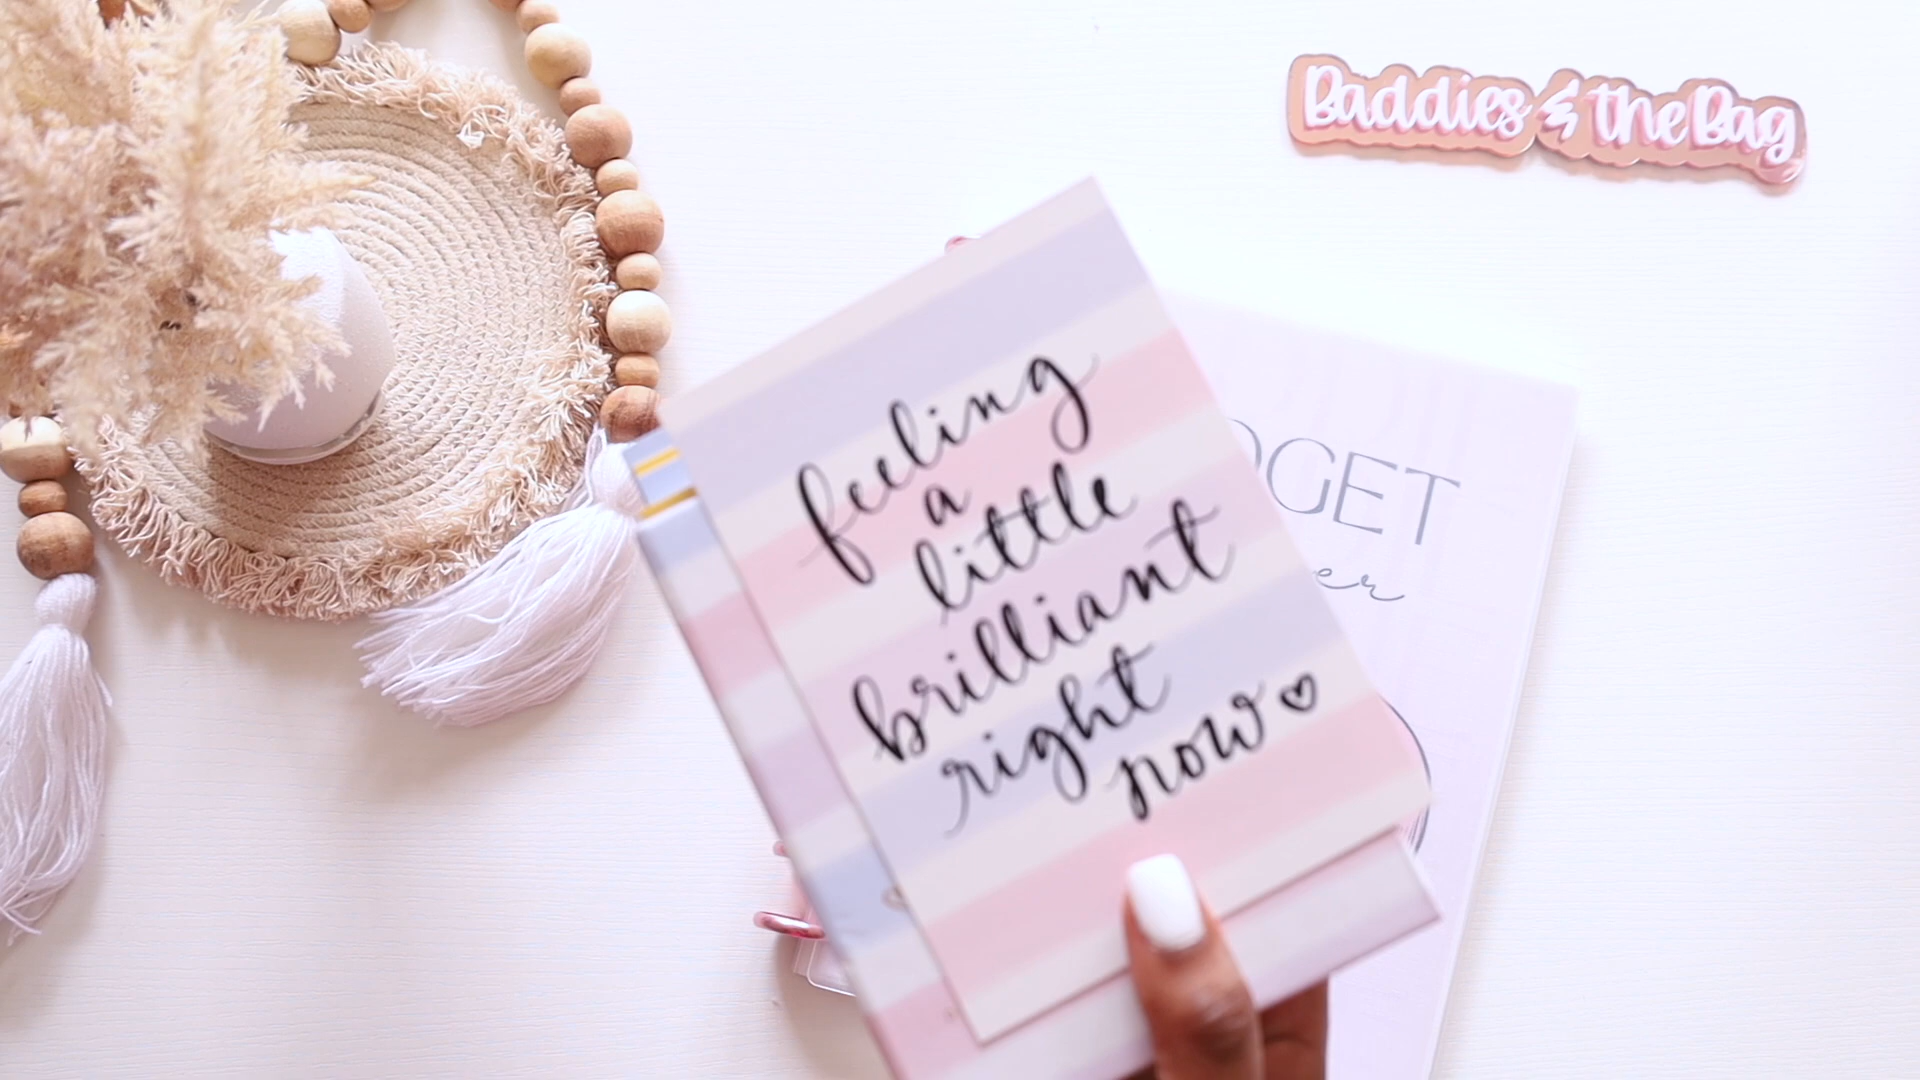 Baddies & the Bag
feeling
a
little
brilliant
right
now